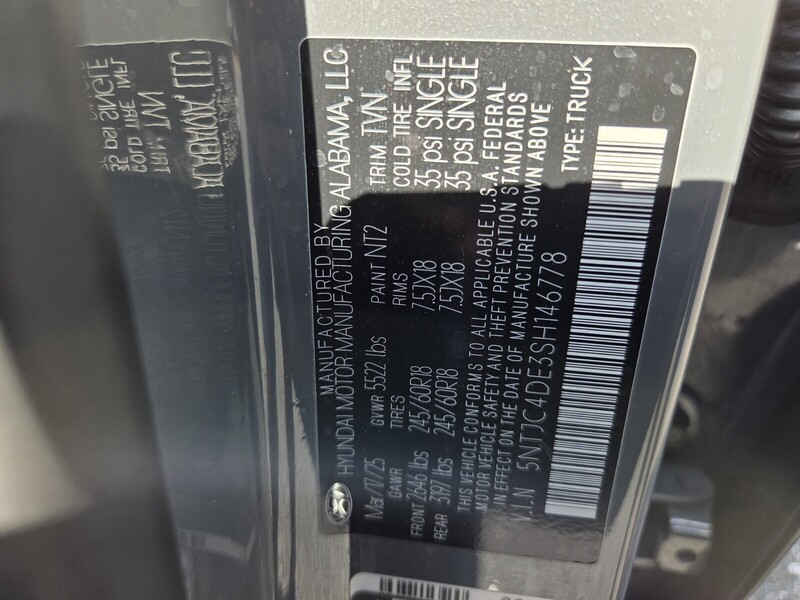 MANUFACTURED BY
HYUNDAI MOTOR MANUFACTURING ALABAMA, LLC
Mar/17/25 GVWR 5522 lbs PAINT NT2 TRIM TVN
GAWR TIRES RIMS COLD TIRE INFL
FRONT 2646 lbs 245/60R18 7.5JX18 35 psi SINGLE
REAR 3197 lbs 245/60R18 7.5JX18 35 psi SINGLE
THIS VEHICLE CONFORMS TO ALL APPLICABLE U.S.A. FEDERAL
MOTOR VEHICLE SAFETY AND THEFT PREVENTION STANDARDS
IN EFFECT ON THE DATE OF MANUFACTURE SHOWN ABOVE
V.I.N 5NTJC4DE3SH146778 TYPE: TRUCK